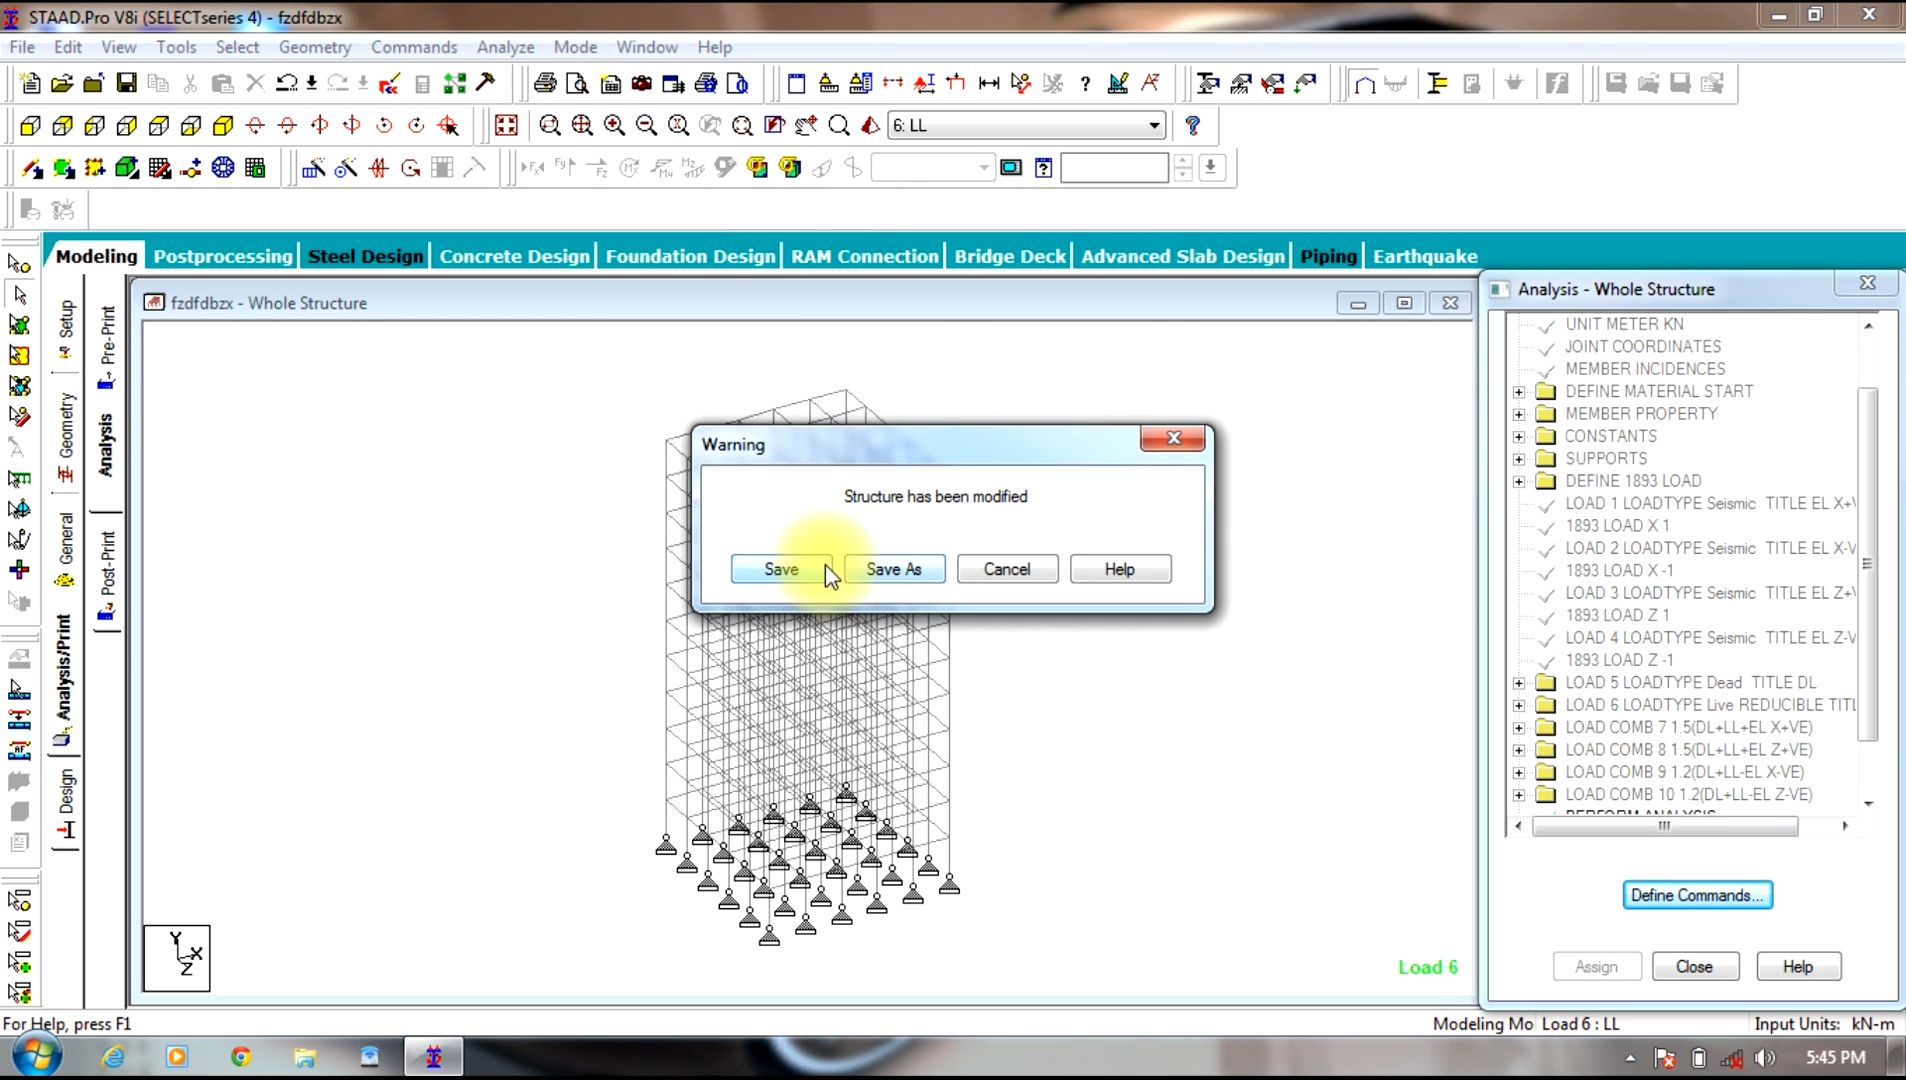 STAAD.Pro V8i (SELECTseries 4) - fzdfdbzx
File Edit View Tools Select Geometry Commands Analyze Mode Window Help
6: LL
Modeling Postprocessing Steel Design Concrete Design Foundation Design RAM Connection Bridge Deck Advanced Slab Design Piping Earthquake
Setup
Geometry
General
Analysis/Print
Design
Pre-Print
Analysis
Post-Print
fzdfdbzx - Whole Structure
Warning
Structure has been modified
Save Save As Cancel Help
Y
X
Z
Load 6
Analysis - Whole Structure
UNIT METER KN
JOINT COORDINATES
MEMBER INCIDENCES
DEFINE MATERIAL START
MEMBER PROPERTY
CONSTANTS
SUPPORTS
DEFINE 1893 LOAD
LOAD 1 LOADTYPE Seismic TITLE EL X+V
1893 LOAD X 1
LOAD 2 LOADTYPE Seismic TITLE EL X-V
1893 LOAD X -1
LOAD 3 LOADTYPE Seismic TITLE EL Z+V
1893 LOAD Z 1
LOAD 4 LOADTYPE Seismic TITLE EL Z-V
1893 LOAD Z -1
LOAD 5 LOADTYPE Dead TITLE DL
LOAD 6 LOADTYPE Live REDUCIBLE TITL
LOAD COMB 7 1.5(DL+LL+EL X+VE)
LOAD COMB 8 1.5(DL+LL+EL Z+VE)
LOAD COMB 9 1.2(DL+LL-EL X-VE)
LOAD COMB 10 1.2(DL+LL-EL Z-VE)
PERFORM ANALYSIS
Define Commands...
Assign Close Help
For Help, press F1
Modeling Mo Load 6 : LL Input Units: kN-m
5:45 PM